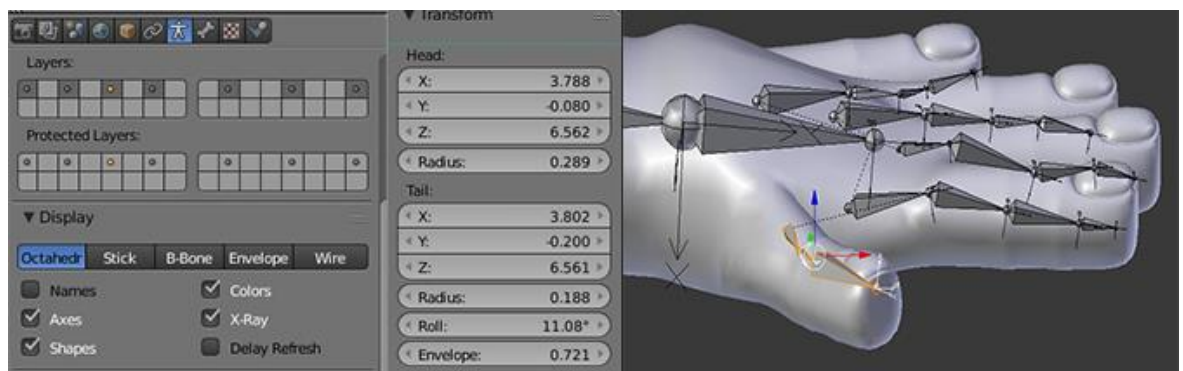 Layers:
Protected Layers:
▼ Display
Octahedr Stick B-Bone Envelope Wire
Names Colors
Axes X-Ray
Shapes Delay Refresh
▼ Transform
Head:
X: 3.788
Y: -0.080
Z: 6.562
Radius: 0.289
Tail:
X: 3.802
Y: -0.200
Z: 6.561
Radius: 0.188
Roll: 11.08°
Envelope: 0.721
X